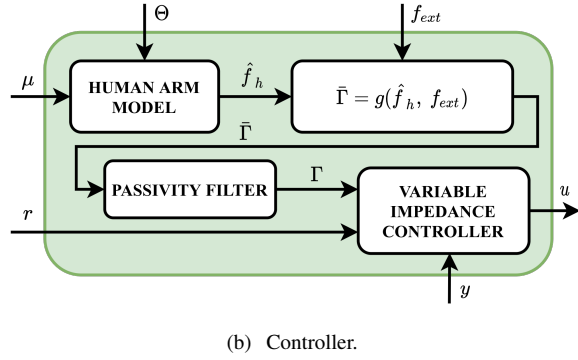 Θ
f_ext
μ
HUMAN ARM
MODEL
f̂_h
Γ̄ = g(f̂_h, f_ext)
Γ̄
PASSIVITY FILTER
Γ
VARIABLE
IMPEDANCE
CONTROLLER
u
r
y
(b) Controller.